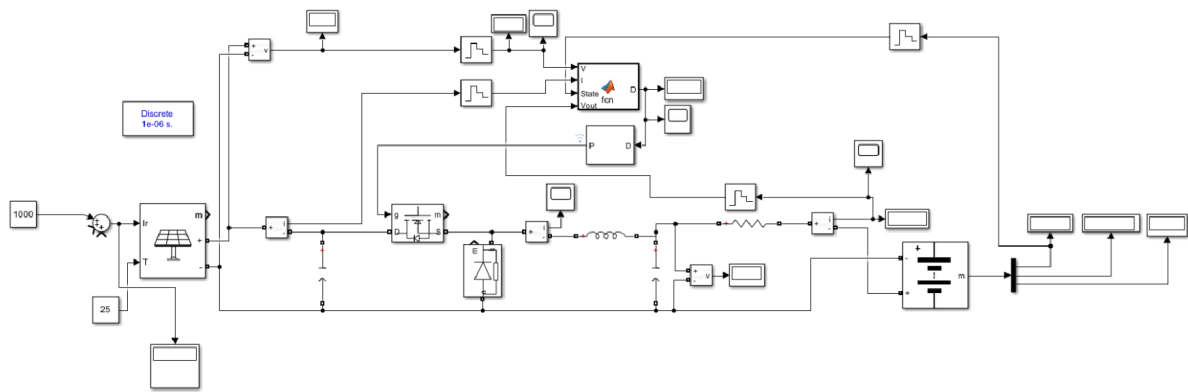 +
-
v
V
I
State
Vout
fcn
D
Discrete
1e-06 s.
P
D
1000
Ir
T
m
+
-
25
+
i
-
g
m
D
S
m
a
k
+
i
-
+
v
-
+
i
-
+
-
+
m